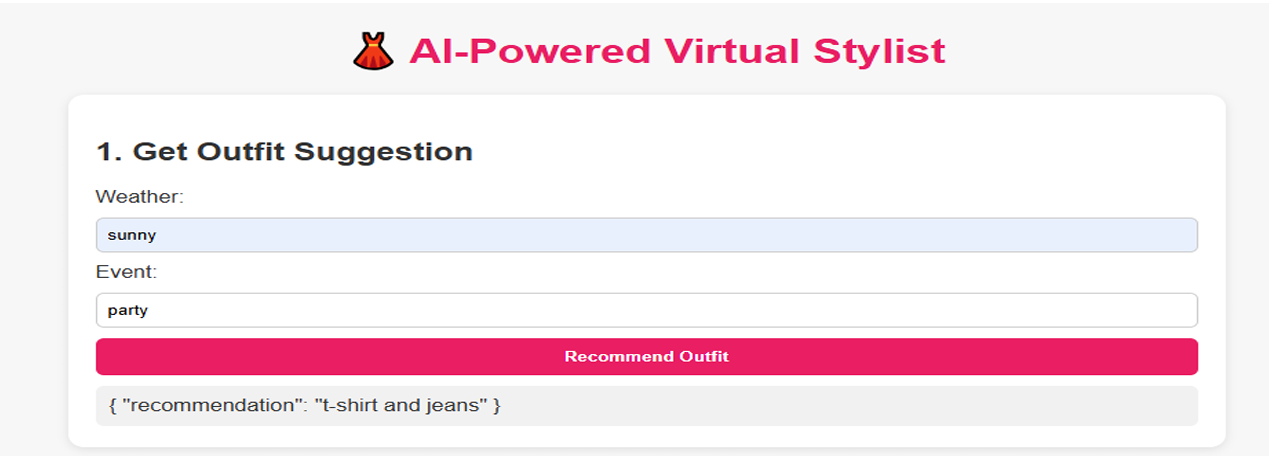 AI-Powered Virtual Stylist
1. Get Outfit Suggestion
Weather:
sunny
Event:
party
Recommend Outfit
{ "recommendation": "t-shirt and jeans" }